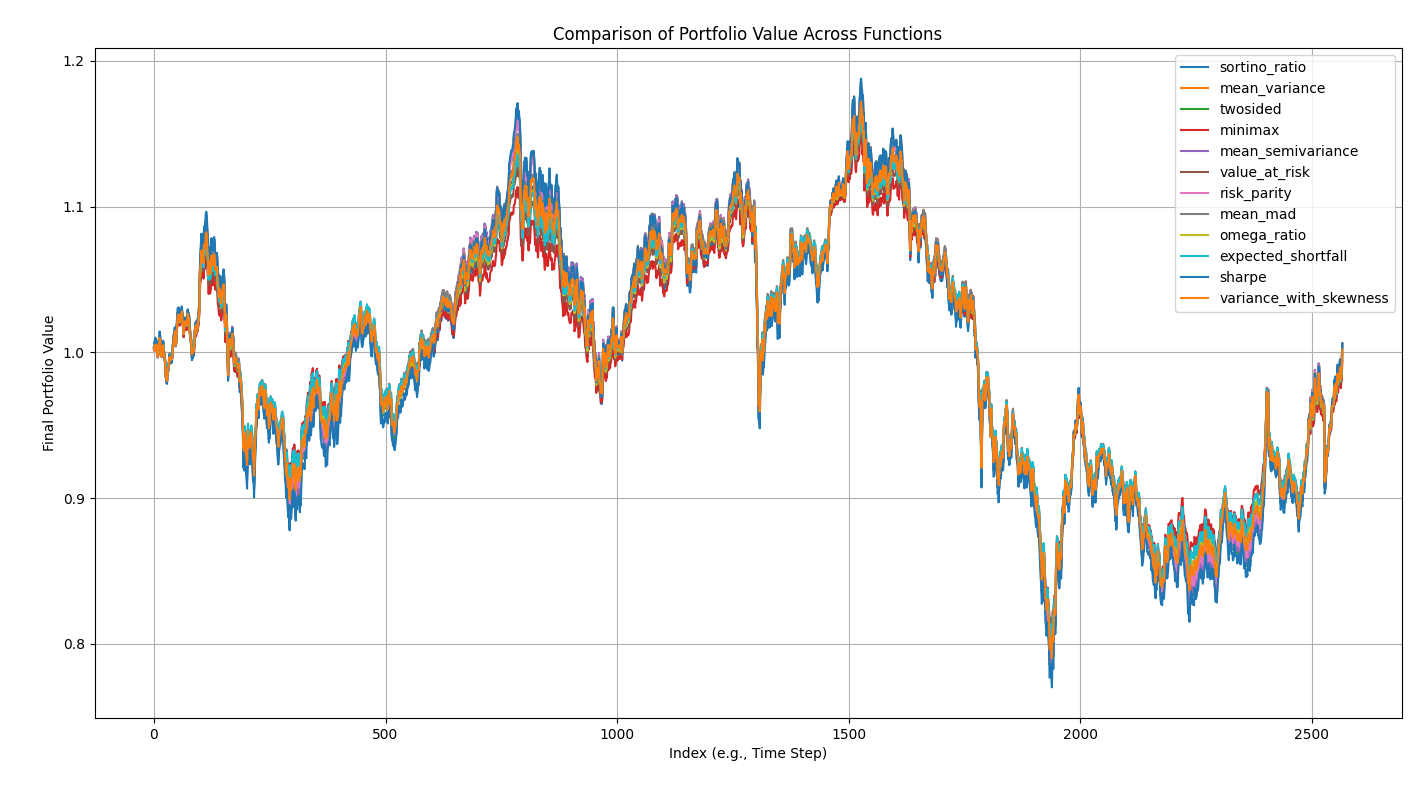 Comparison of Portfolio Value Across Functions
1.2
1.1
1.0
0.9
0.8
Final Portfolio Value
0
500
1000
1500
2000
2500
Index (e.g., Time Step)
sortino_ratio
mean_variance
twosided
minimax
mean_semivariance
value_at_risk
risk_parity
mean_mad
omega_ratio
expected_shortfall
sharpe
variance_with_skewness